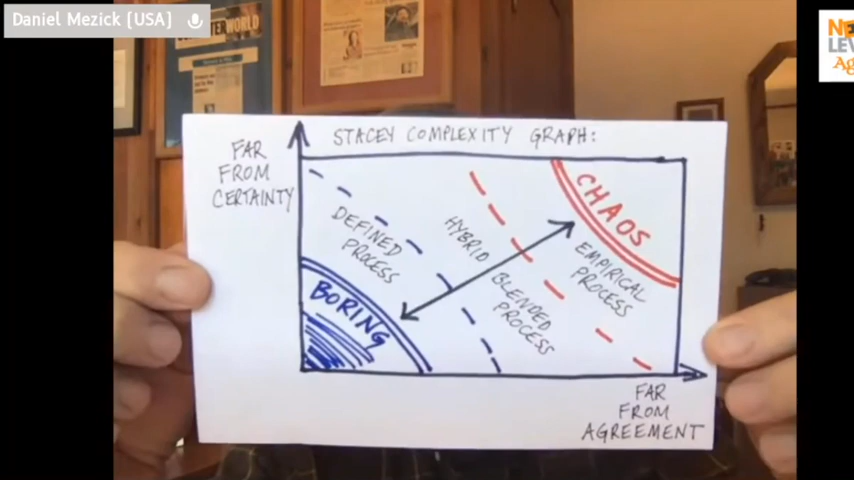 Daniel Mezick [USA]
STACEY COMPLEXITY GRAPH:
FAR
FROM
CERTAINTY
CHAOS
DEFINED
PROCESS
HYBRID
BLENDED
PROCESS
EMPIRICAL
PROCESS
BORING
FAR
FROM
AGREEMENT